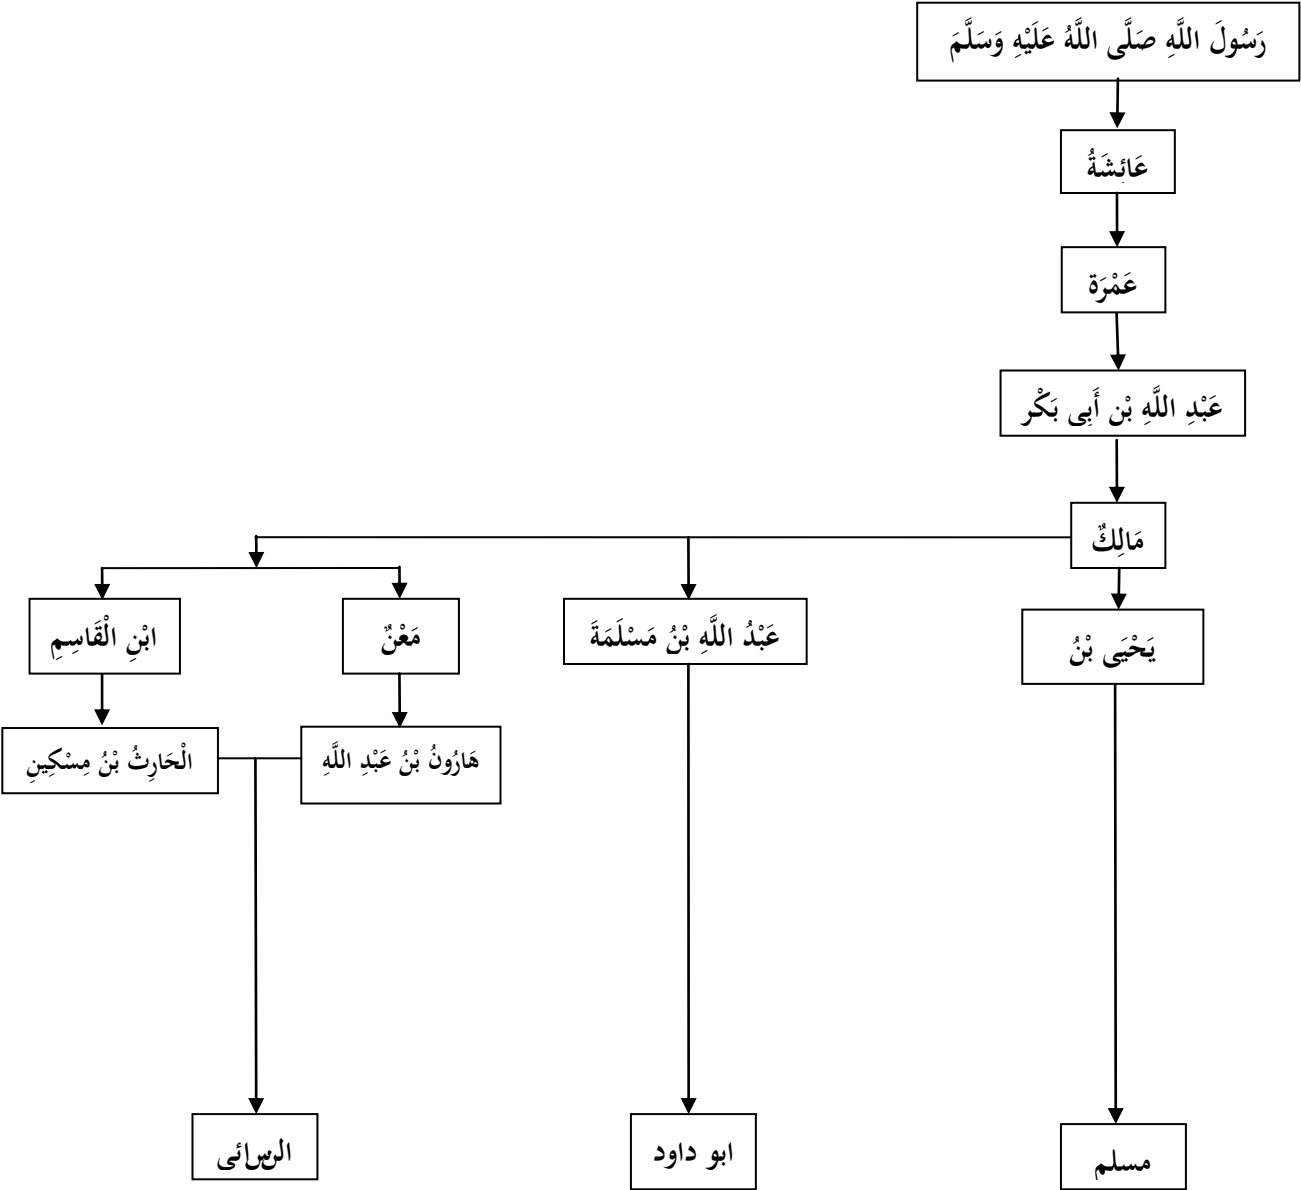 رَسُولَ اللَّهِ صَلَّى اللَّهُ عَلَيْهِ وَسَلَّمَ
عَائِشَةُ
عَمْرَة
عَبْدِ اللَّهِ بْن أَبِى بَكْر
مَالِكٌ
يَحْيَى بْنُ
عَبْدُ اللَّهِ بْنُ مَسْلَمَةَ
مَعْنٌ
ابْنِ الْقَاسِمِ
هَارُونُ بْنُ عَبْدِ اللَّهِ
الْحَارِثُ بْنُ مِسْكِينٍ
مسلم
ابو داود
النسائى